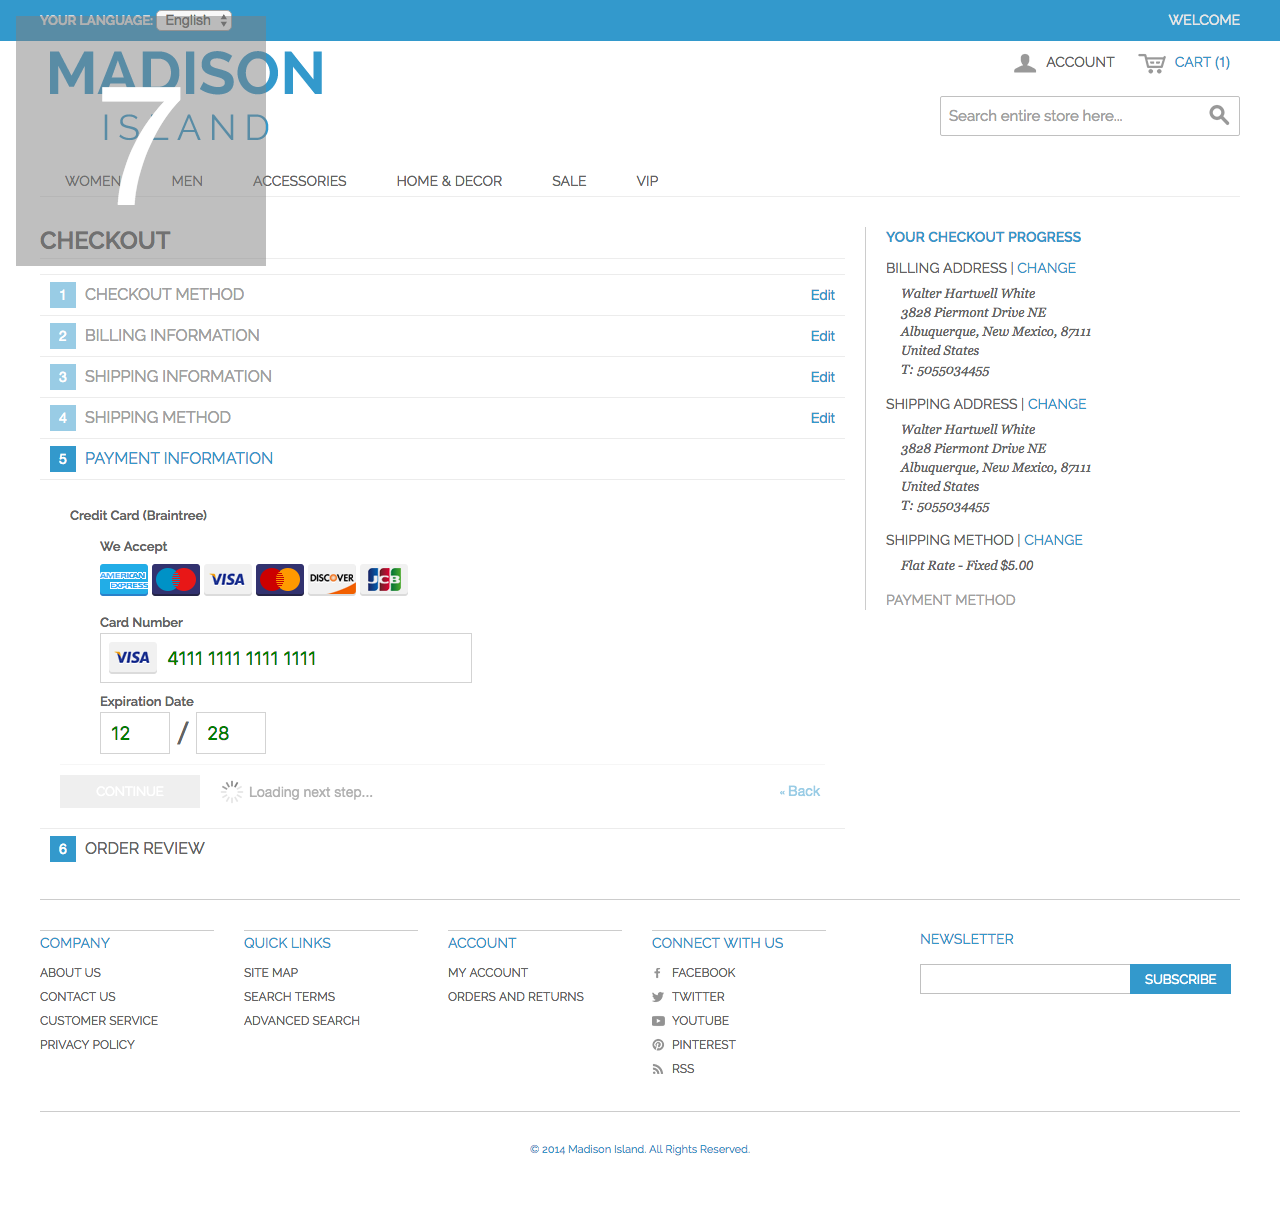 YOUR LANGUAGE: English
WELCOME
MADISON
ISLAND
7
ACCOUNT
CART (1)
Search entire store here...
WOMEN MEN ACCESSORIES HOME & DECOR SALE VIP
CHECKOUT
1 CHECKOUT METHOD Edit
2 BILLING INFORMATION Edit
3 SHIPPING INFORMATION Edit
4 SHIPPING METHOD Edit
5 PAYMENT INFORMATION
Credit Card (Braintree)
We Accept
AMERICAN EXPRESS VISA DISCOVER JCB
Card Number
VISA 4111 1111 1111 1111
Expiration Date
12 / 28
CONTINUE Loading next step... « Back
6 ORDER REVIEW
YOUR CHECKOUT PROGRESS
BILLING ADDRESS | CHANGE
Walter Hartwell White
3828 Piermont Drive NE
Albuquerque, New Mexico, 87111
United States
T: 5055034455
SHIPPING ADDRESS | CHANGE
Walter Hartwell White
3828 Piermont Drive NE
Albuquerque, New Mexico, 87111
United States
T: 5055034455
SHIPPING METHOD | CHANGE
Flat Rate - Fixed $5.00
PAYMENT METHOD
COMPANY
ABOUT US
CONTACT US
CUSTOMER SERVICE
PRIVACY POLICY
QUICK LINKS
SITE MAP
SEARCH TERMS
ADVANCED SEARCH
ACCOUNT
MY ACCOUNT
ORDERS AND RETURNS
CONNECT WITH US
FACEBOOK
TWITTER
YOUTUBE
PINTEREST
RSS
NEWSLETTER
SUBSCRIBE
© 2014 Madison Island. All Rights Reserved.